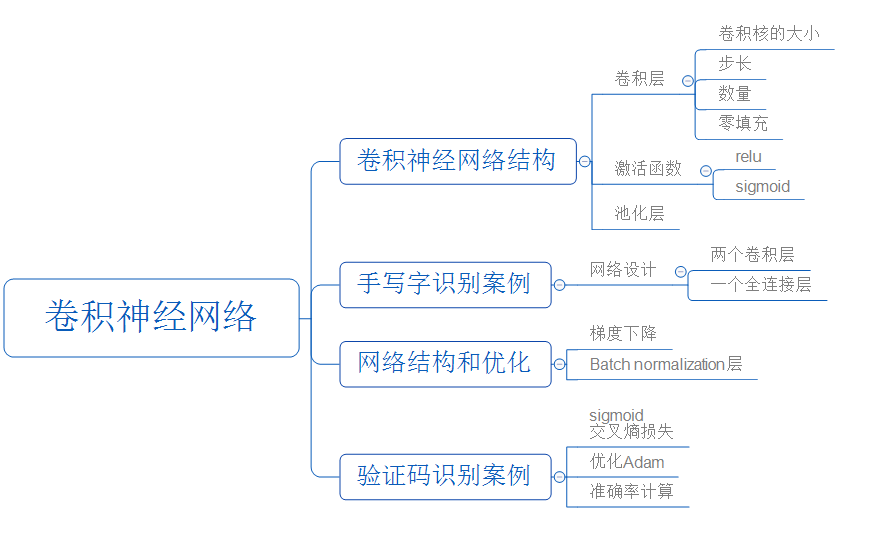 卷积神经网络
卷积神经网络结构
卷积层
卷积核的大小
步长
数量
零填充
激活函数
relu
sigmoid
池化层
手写字识别案例
网络设计
两个卷积层
一个全连接层
网络结构和优化
梯度下降
Batch normalization层
验证码识别案例
sigmoid
交叉熵损失
优化Adam
准确率计算